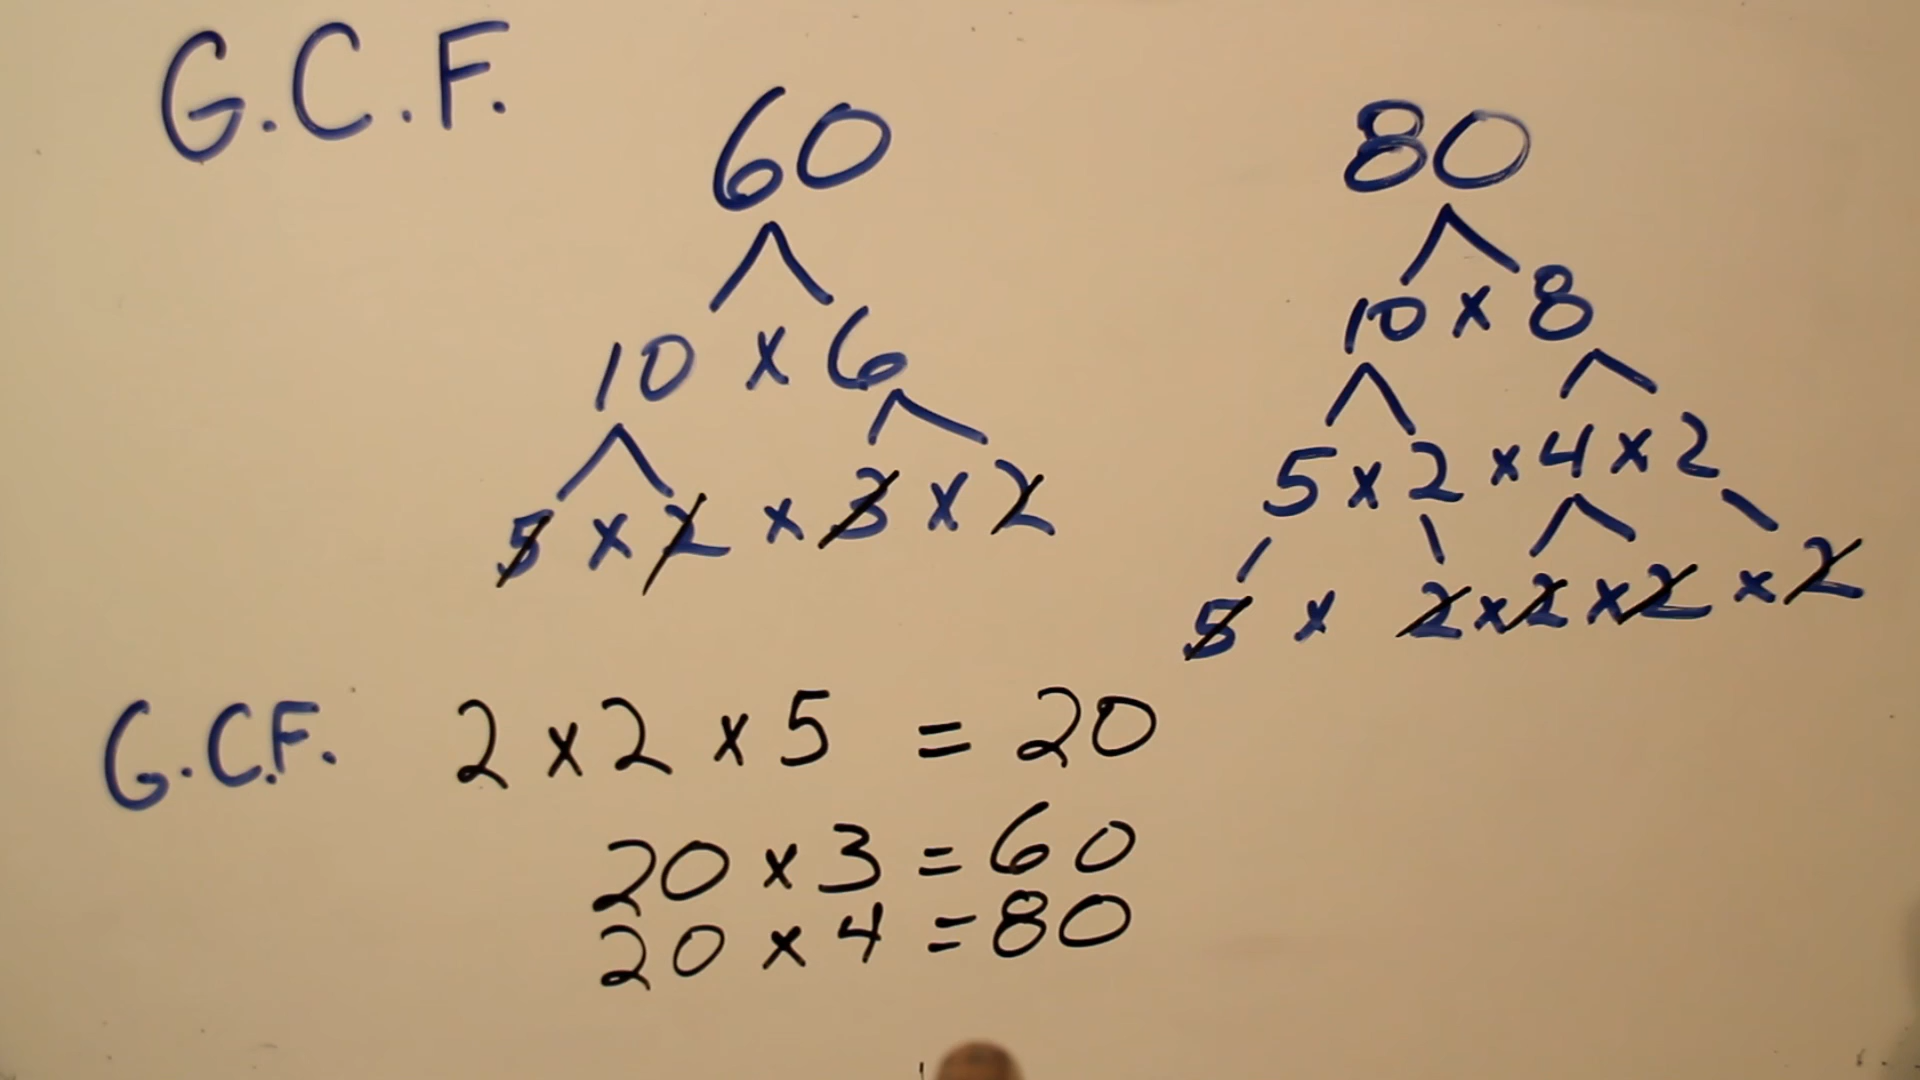 G.C.F.
60
80
10 x 6
10 x 8
5 x 2 x 3 x 2
5 x 2 x 4 x 2
5 x 2 x 2 x 2 x 2
G.C.F. 2 x 2 x 5 = 20
20 x 3 = 60
20 x 4 = 80